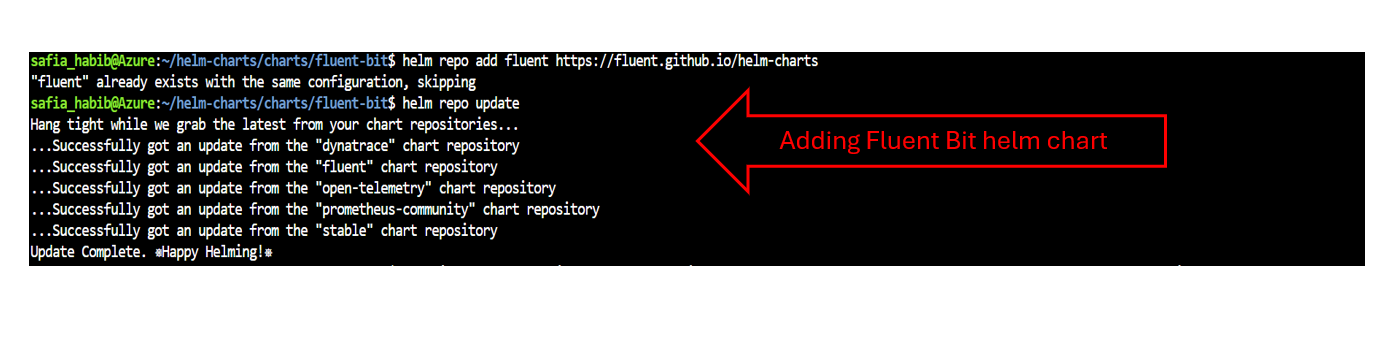 safia_habib@Azure:~/helm-charts/charts/fluent-bit$ helm repo add fluent https://fluent.github.io/helm-charts
"fluent" already exists with the same configuration, skipping
safia_habib@Azure:~/helm-charts/charts/fluent-bit$ helm repo update
Hang tight while we grab the latest from your chart repositories...
...Successfully got an update from the "dynatrace" chart repository
...Successfully got an update from the "fluent" chart repository
...Successfully got an update from the "open-telemetry" chart repository
...Successfully got an update from the "prometheus-community" chart repository
...Successfully got an update from the "stable" chart repository
Update Complete. ⎈Happy Helming!⎈
Adding Fluent Bit helm chart